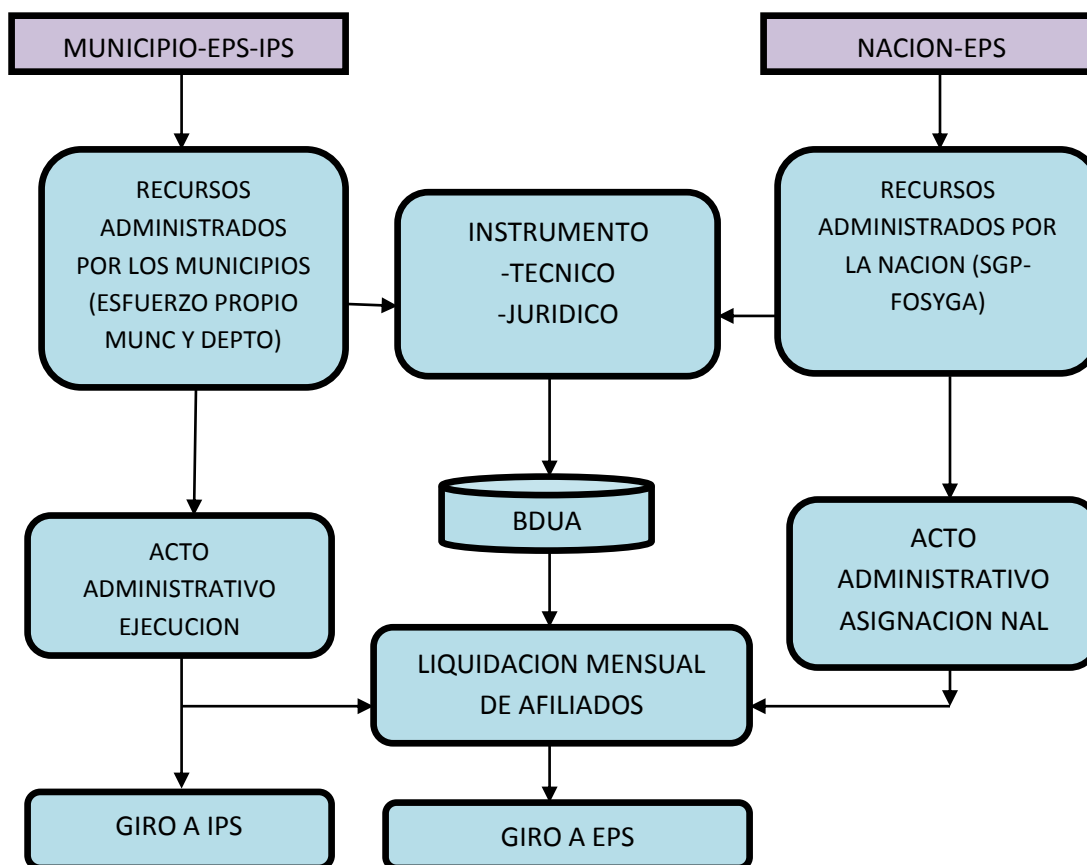 MUNICIPIO-EPS-IPS
NACION-EPS
RECURSOS
ADMINISTRADOS
POR LOS MUNICIPIOS
(ESFUERZO PROPIO
MUNC Y DEPTO)
INSTRUMENTO
-TECNICO
-JURIDICO
RECURSOS
ADMINISTRADOS POR
LA NACION (SGP-
FOSYGA)
BDUA
ACTO
ADMINISTRATIVO
EJECUCION
ACTO
ADMINISTRATIVO
ASIGNACION NAL
LIQUIDACION MENSUAL
DE AFILIADOS
GIRO A IPS
GIRO A EPS